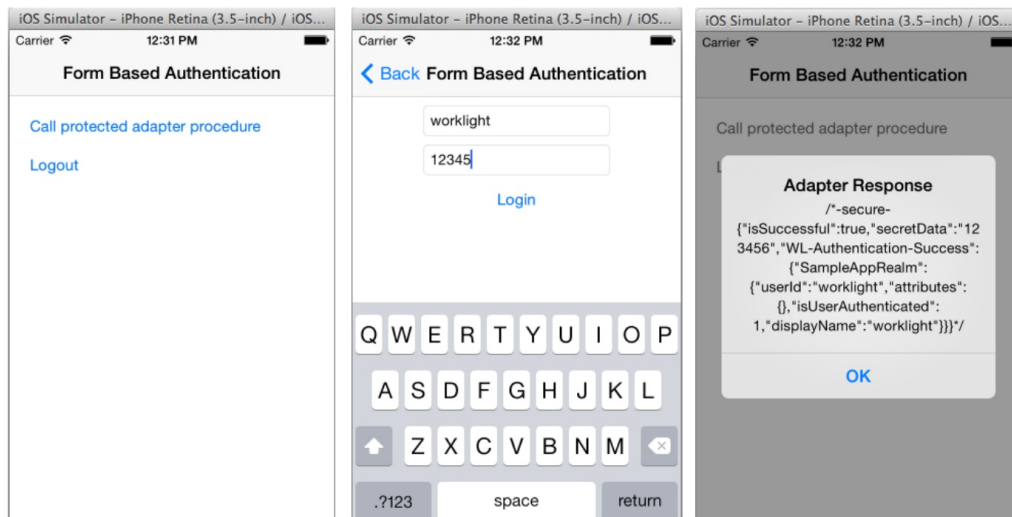 iOS Simulator – iPhone Retina (3.5-inch) / iOS...
Carrier 12:31 PM
Form Based Authentication
Call protected adapter procedure
Logout
iOS Simulator – iPhone Retina (3.5-inch) / iOS...
Carrier 12:32 PM
Back Form Based Authentication
worklight
12345
Login
Q W E R T Y U I O P
A S D F G H J K L
Z X C V B N M
.?123 space return
iOS Simulator – iPhone Retina (3.5-inch) / iOS...
Carrier 12:32 PM
Form Based Authentication
Call protected adapter procedure
L
Adapter Response
/*-secure-
{"isSuccessful":true,"secretData":"12
3456","WL-Authentication-Success":
{"SampleAppRealm":
{"userId":"worklight","attributes":
{},"isUserAuthenticated":
1,"displayName":"worklight"}}}*/
OK